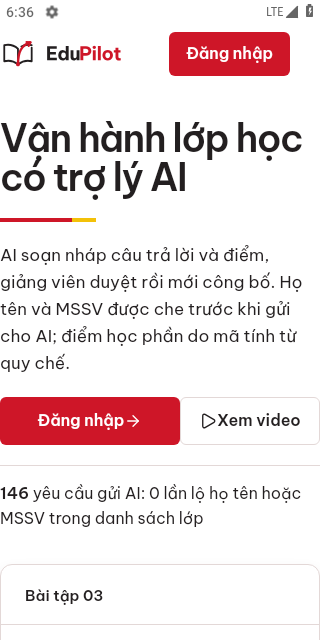 6:36
LTE
EduPilot
Đăng nhập
Vận hành lớp học
có trợ lý AI
AI soạn nháp câu trả lời và điểm,
giảng viên duyệt rồi mới công bố. Họ
tên và MSSV được che trước khi gửi
cho AI; điểm học phần do mã tính từ
quy chế.
Đăng nhập
Xem video
146 yêu cầu gửi AI: 0 lần lộ họ tên hoặc
MSSV trong danh sách lớp
Bài tập 03